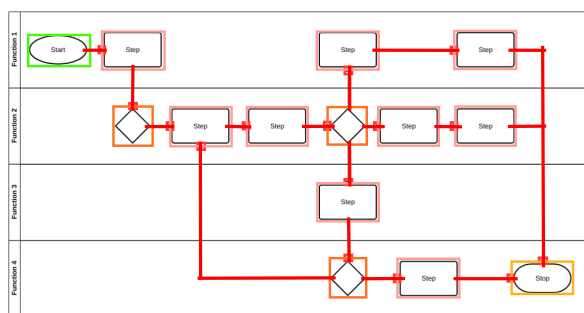 Function 1
Start
Step
Step
Step
Function 2
Step
Step
Step
Step
Function 3
Step
Function 4
Step
Stop